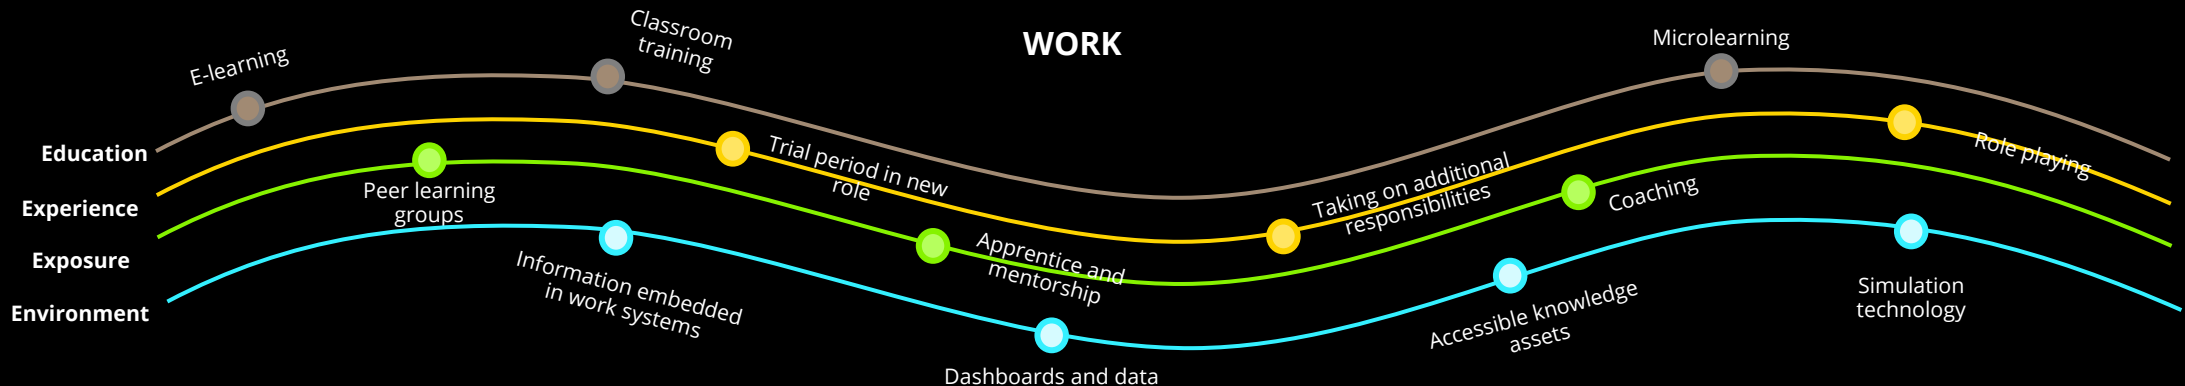 WORK
Education
Experience
Exposure
Environment
E-learning
Classroom
training
Microlearning
Trial period in new
role
Taking on additional
responsibilities
Role playing
Peer learning
groups
Apprentice and
mentorship
Coaching
Information embedded
in work systems
Dashboards and data
Accessible knowledge
assets
Simulation
technology